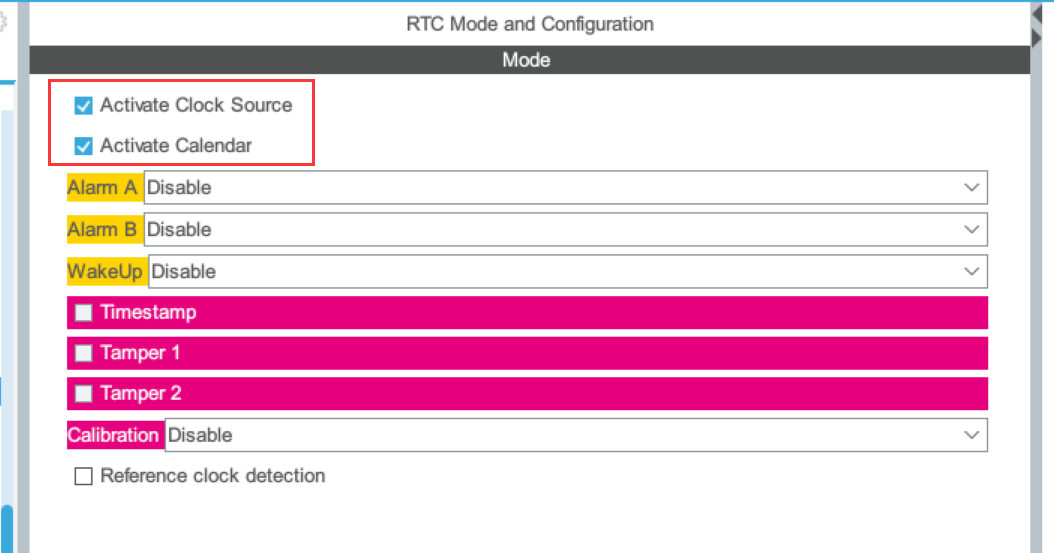 RTC Mode and Configuration
Mode
Activate Clock Source
Activate Calendar
Alarm A Disable
Alarm B Disable
WakeUp Disable
Timestamp
Tamper 1
Tamper 2
Calibration Disable
Reference clock detection